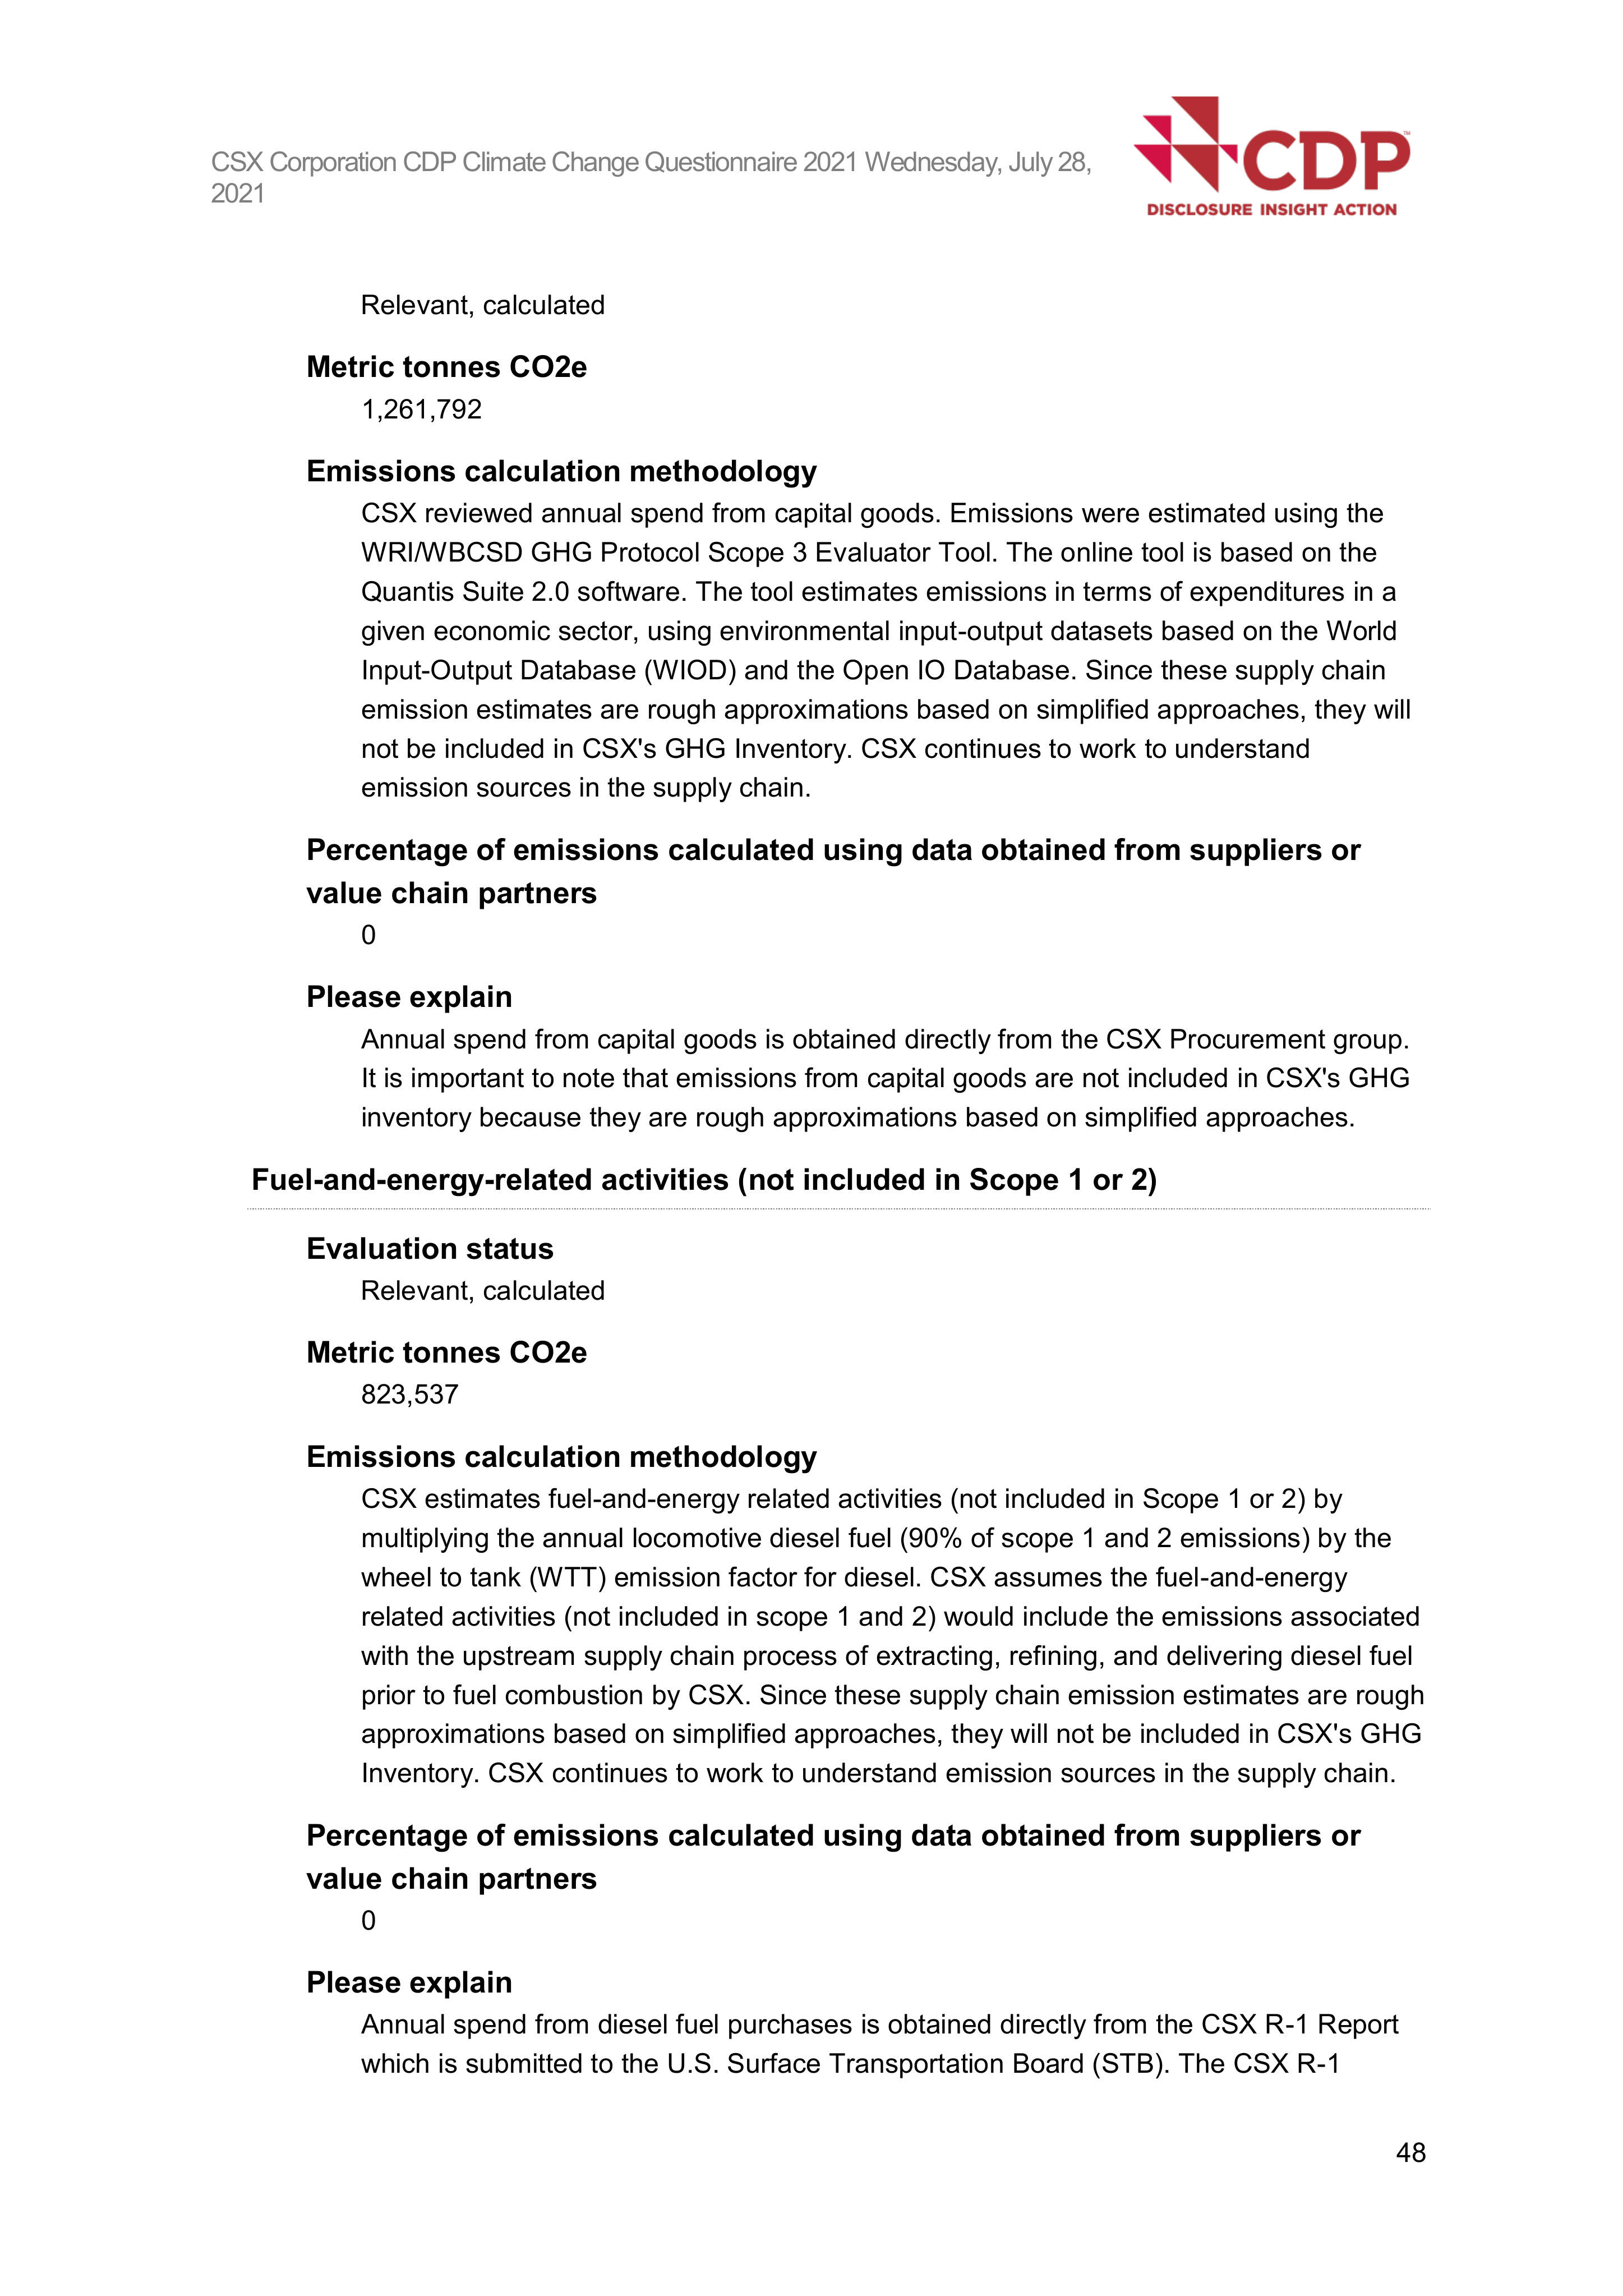 CSX Corporation CDP Climate Change Questionnaire 2021 Wednesday, July 28,
2021
CDP™
DISCLOSURE INSIGHT ACTION
Relevant, calculated
Metric tonnes CO2e
1,261,792
Emissions calculation methodology
CSX reviewed annual spend from capital goods. Emissions were estimated using the
WRI/WBCSD GHG Protocol Scope 3 Evaluator Tool. The online tool is based on the
Quantis Suite 2.0 software. The tool estimates emissions in terms of expenditures in a
given economic sector, using environmental input-output datasets based on the World
Input-Output Database (WIOD) and the Open IO Database. Since these supply chain
emission estimates are rough approximations based on simplified approaches, they will
not be included in CSX's GHG Inventory. CSX continues to work to understand
emission sources in the supply chain.
Percentage of emissions calculated using data obtained from suppliers or
value chain partners
0
Please explain
Annual spend from capital goods is obtained directly from the CSX Procurement group.
It is important to note that emissions from capital goods are not included in CSX's GHG
inventory because they are rough approximations based on simplified approaches.
Fuel-and-energy-related activities (not included in Scope 1 or 2)
Evaluation status
Relevant, calculated
Metric tonnes CO2e
823,537
Emissions calculation methodology
CSX estimates fuel-and-energy related activities (not included in Scope 1 or 2) by
multiplying the annual locomotive diesel fuel (90% of scope 1 and 2 emissions) by the
wheel to tank (WTT) emission factor for diesel. CSX assumes the fuel-and-energy
related activities (not included in scope 1 and 2) would include the emissions associated
with the upstream supply chain process of extracting, refining, and delivering diesel fuel
prior to fuel combustion by CSX. Since these supply chain emission estimates are rough
approximations based on simplified approaches, they will not be included in CSX's GHG
Inventory. CSX continues to work to understand emission sources in the supply chain.
Percentage of emissions calculated using data obtained from suppliers or
value chain partners
0
Please explain
Annual spend from diesel fuel purchases is obtained directly from the CSX R-1 Report
which is submitted to the U.S. Surface Transportation Board (STB). The CSX R-1
48